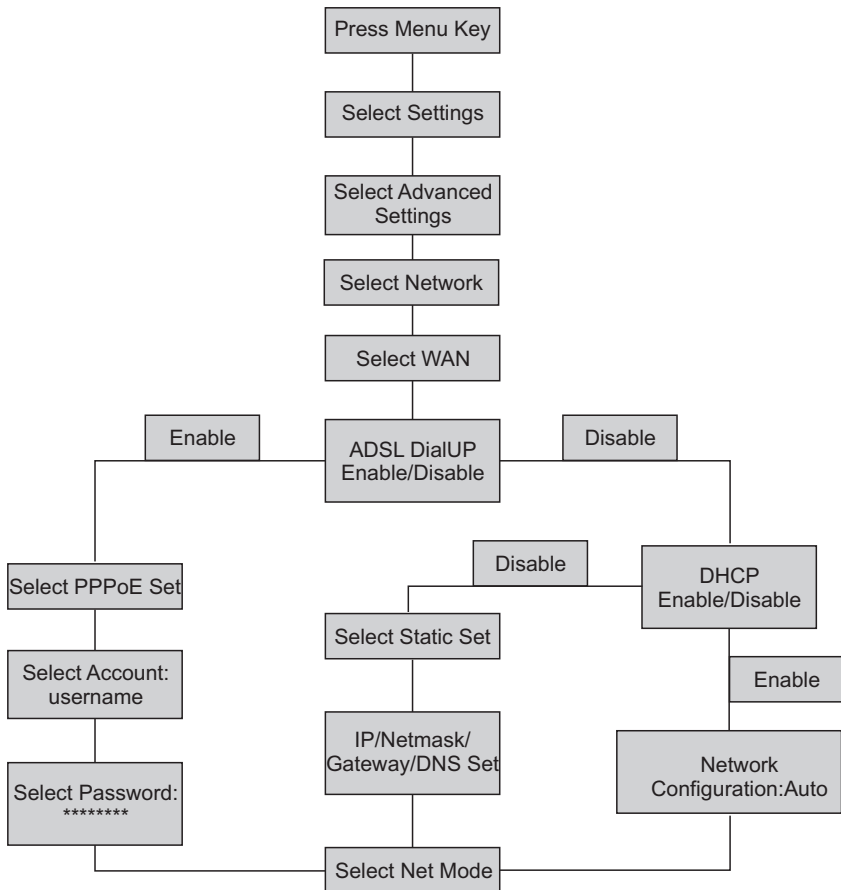 Press Menu Key
Select Settings
Select Advanced
Settings
Select Network
Select WAN
Enable
ADSL DialUP
Enable/Disable
Disable
Select PPPoE Set
Disable
DHCP
Enable/Disable
Select Static Set
Select Account:
username
Enable
IP/Netmask/
Gateway/DNS Set
Network
Configuration:Auto
Select Password:
********
Select Net Mode